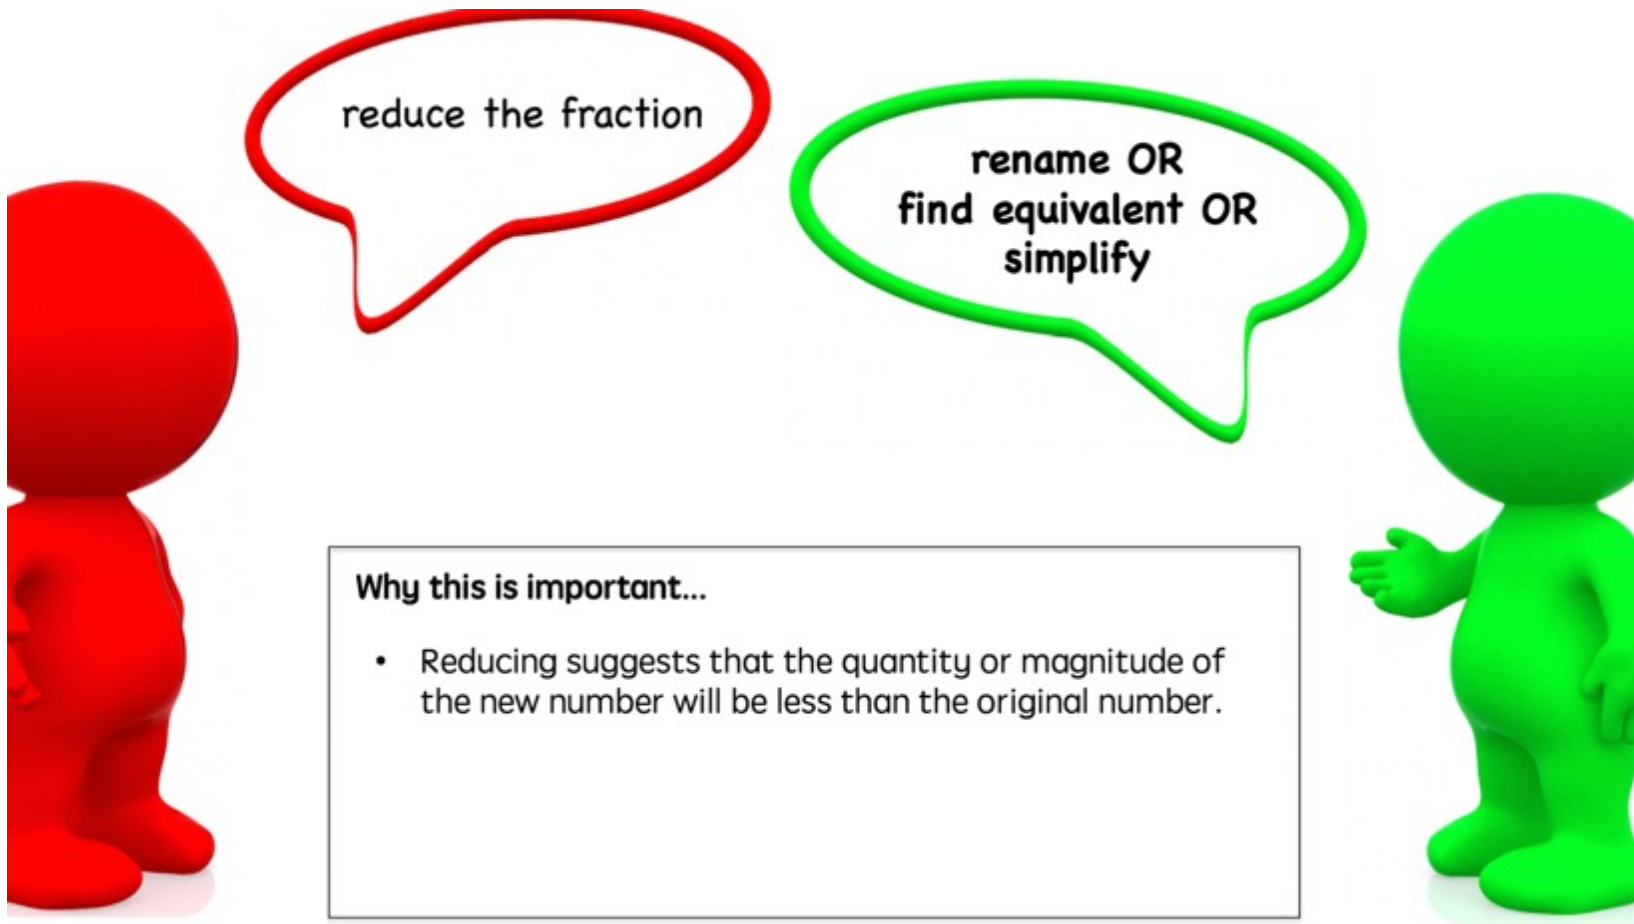 reduce the fraction
rename OR
find equivalent OR
simplify
Why this is important...
• Reducing suggests that the quantity or magnitude of
the new number will be less than the original number.